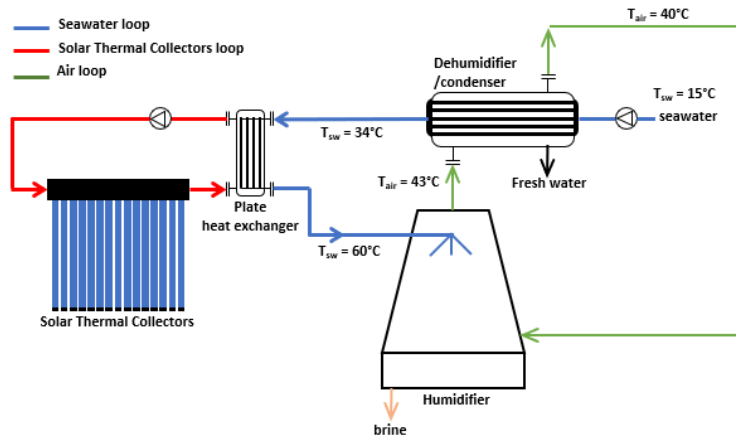 Seawater loop
Solar Thermal Collectors loop
Air loop
T_air = 40°C
Dehumidifier
/condenser
T_sw = 15°C
seawater
T_sw = 34°C
Fresh water
T_air = 43°C
Plate
heat exchanger
T_sw = 60°C
Solar Thermal Collectors
Humidifier
brine